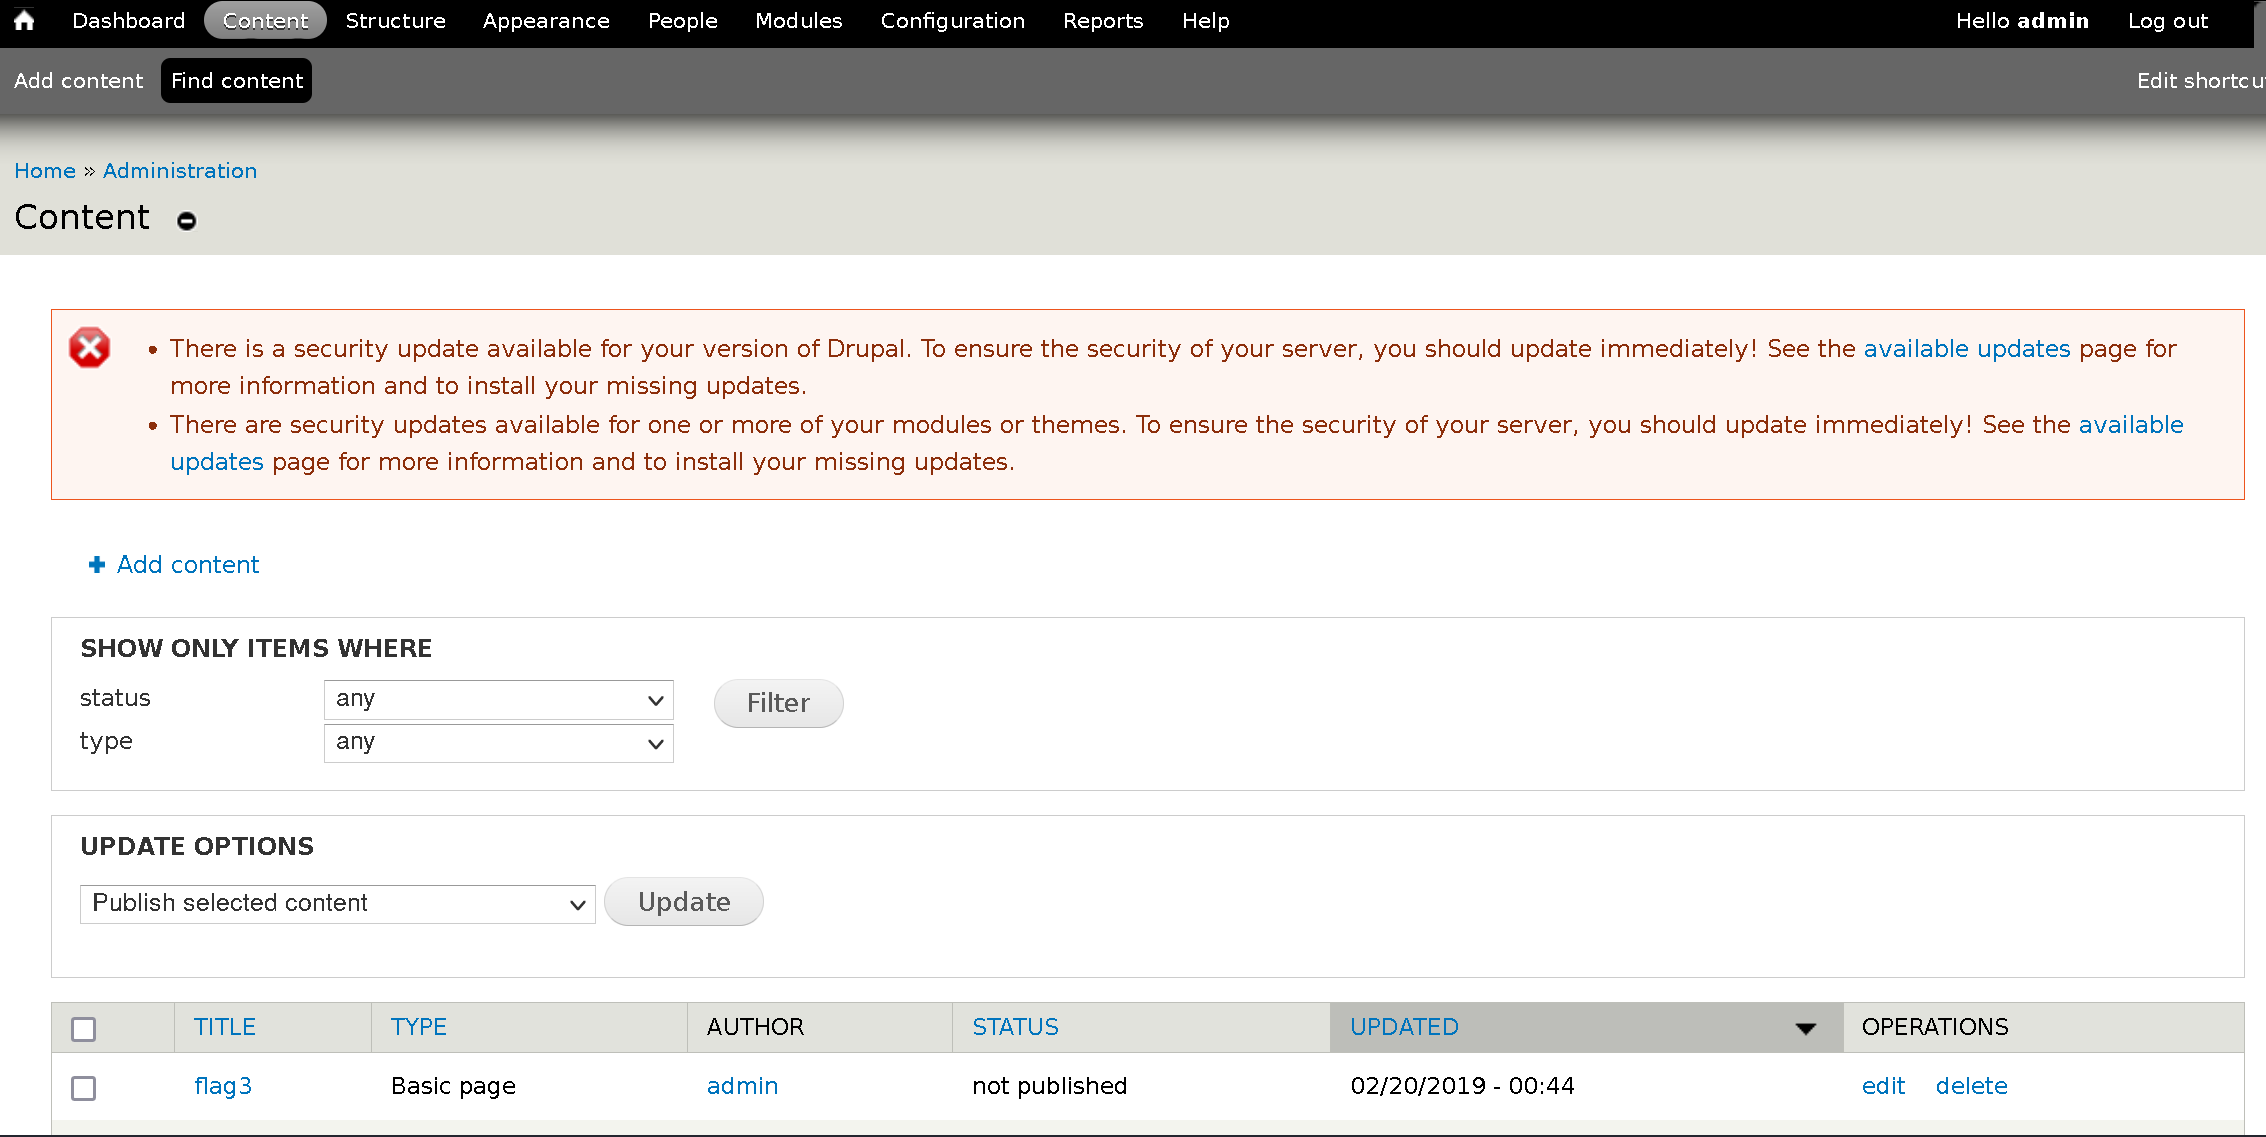 Dashboard Content Structure Appearance People Modules Configuration Reports Help Hello admin Log out
Add content Find content Edit shortcu
Home » Administration
Content
There is a security update available for your version of Drupal. To ensure the security of your server, you should update immediately! See the available updates page for
more information and to install your missing updates.
There are security updates available for one or more of your modules or themes. To ensure the security of your server, you should update immediately! See the available
updates page for more information and to install your missing updates.
Add content
SHOW ONLY ITEMS WHERE
status any Filter
type any
UPDATE OPTIONS
Publish selected content Update
TITLE TYPE AUTHOR STATUS UPDATED OPERATIONS
flag3 Basic page admin not published 02/20/2019 - 00:44 edit delete